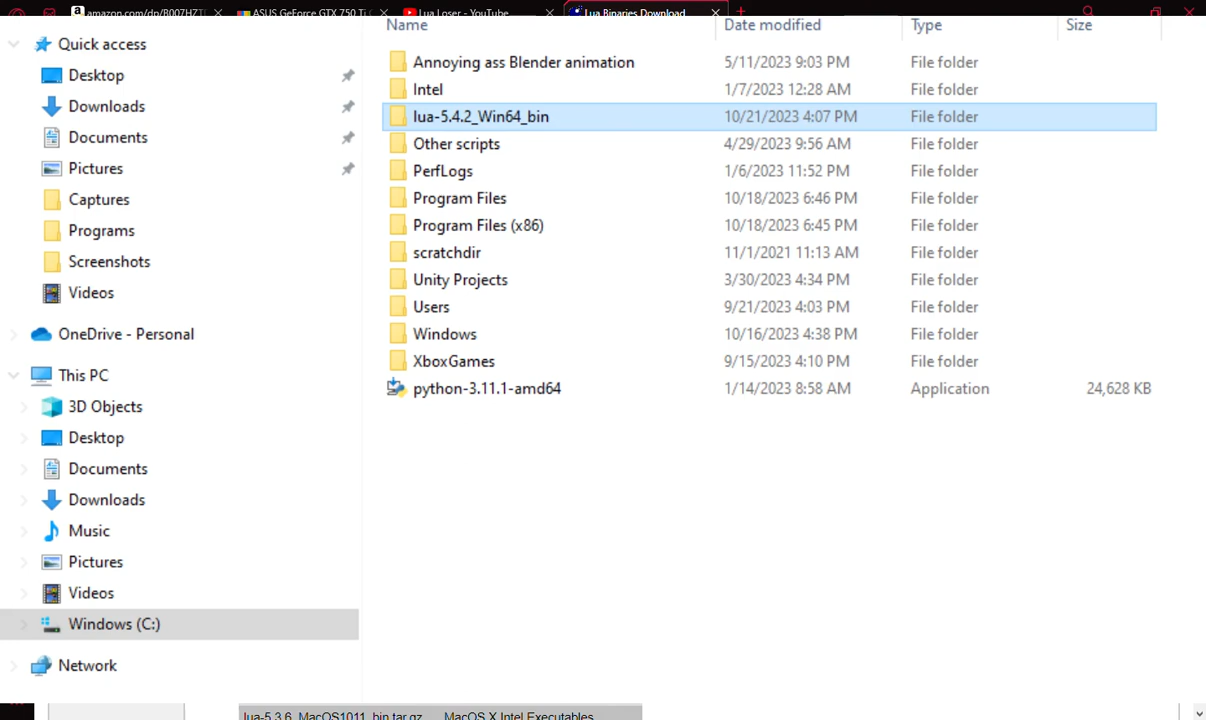 amazon.com/dp/B007HZT
ASUS GeForce GTX 750 Ti
Lua Loser - YouTube
Lua Binaries Download
Name Date modified Type Size
Quick access
Desktop
Downloads
Documents
Pictures
Captures
Programs
Screenshots
Videos
OneDrive - Personal
This PC
3D Objects
Desktop
Documents
Downloads
Music
Pictures
Videos
Windows (C:)
Network
Annoying ass Blender animation 5/11/2023 9:03 PM File folder
Intel 1/7/2023 12:28 AM File folder
lua-5.4.2_Win64_bin 10/21/2023 4:07 PM File folder
Other scripts 4/29/2023 9:56 AM File folder
PerfLogs 1/6/2023 11:52 PM File folder
Program Files 10/18/2023 6:46 PM File folder
Program Files (x86) 10/18/2023 6:45 PM File folder
scratchdir 11/1/2021 11:13 AM File folder
Unity Projects 3/30/2023 4:34 PM File folder
Users 9/21/2023 4:03 PM File folder
Windows 10/16/2023 4:38 PM File folder
XboxGames 9/15/2023 4:10 PM File folder
python-3.11.1-amd64 1/14/2023 8:58 AM Application 24,628 KB
lua-5.3.6_MacOS1011_bin.tar.gz MacOS X Intel Executables